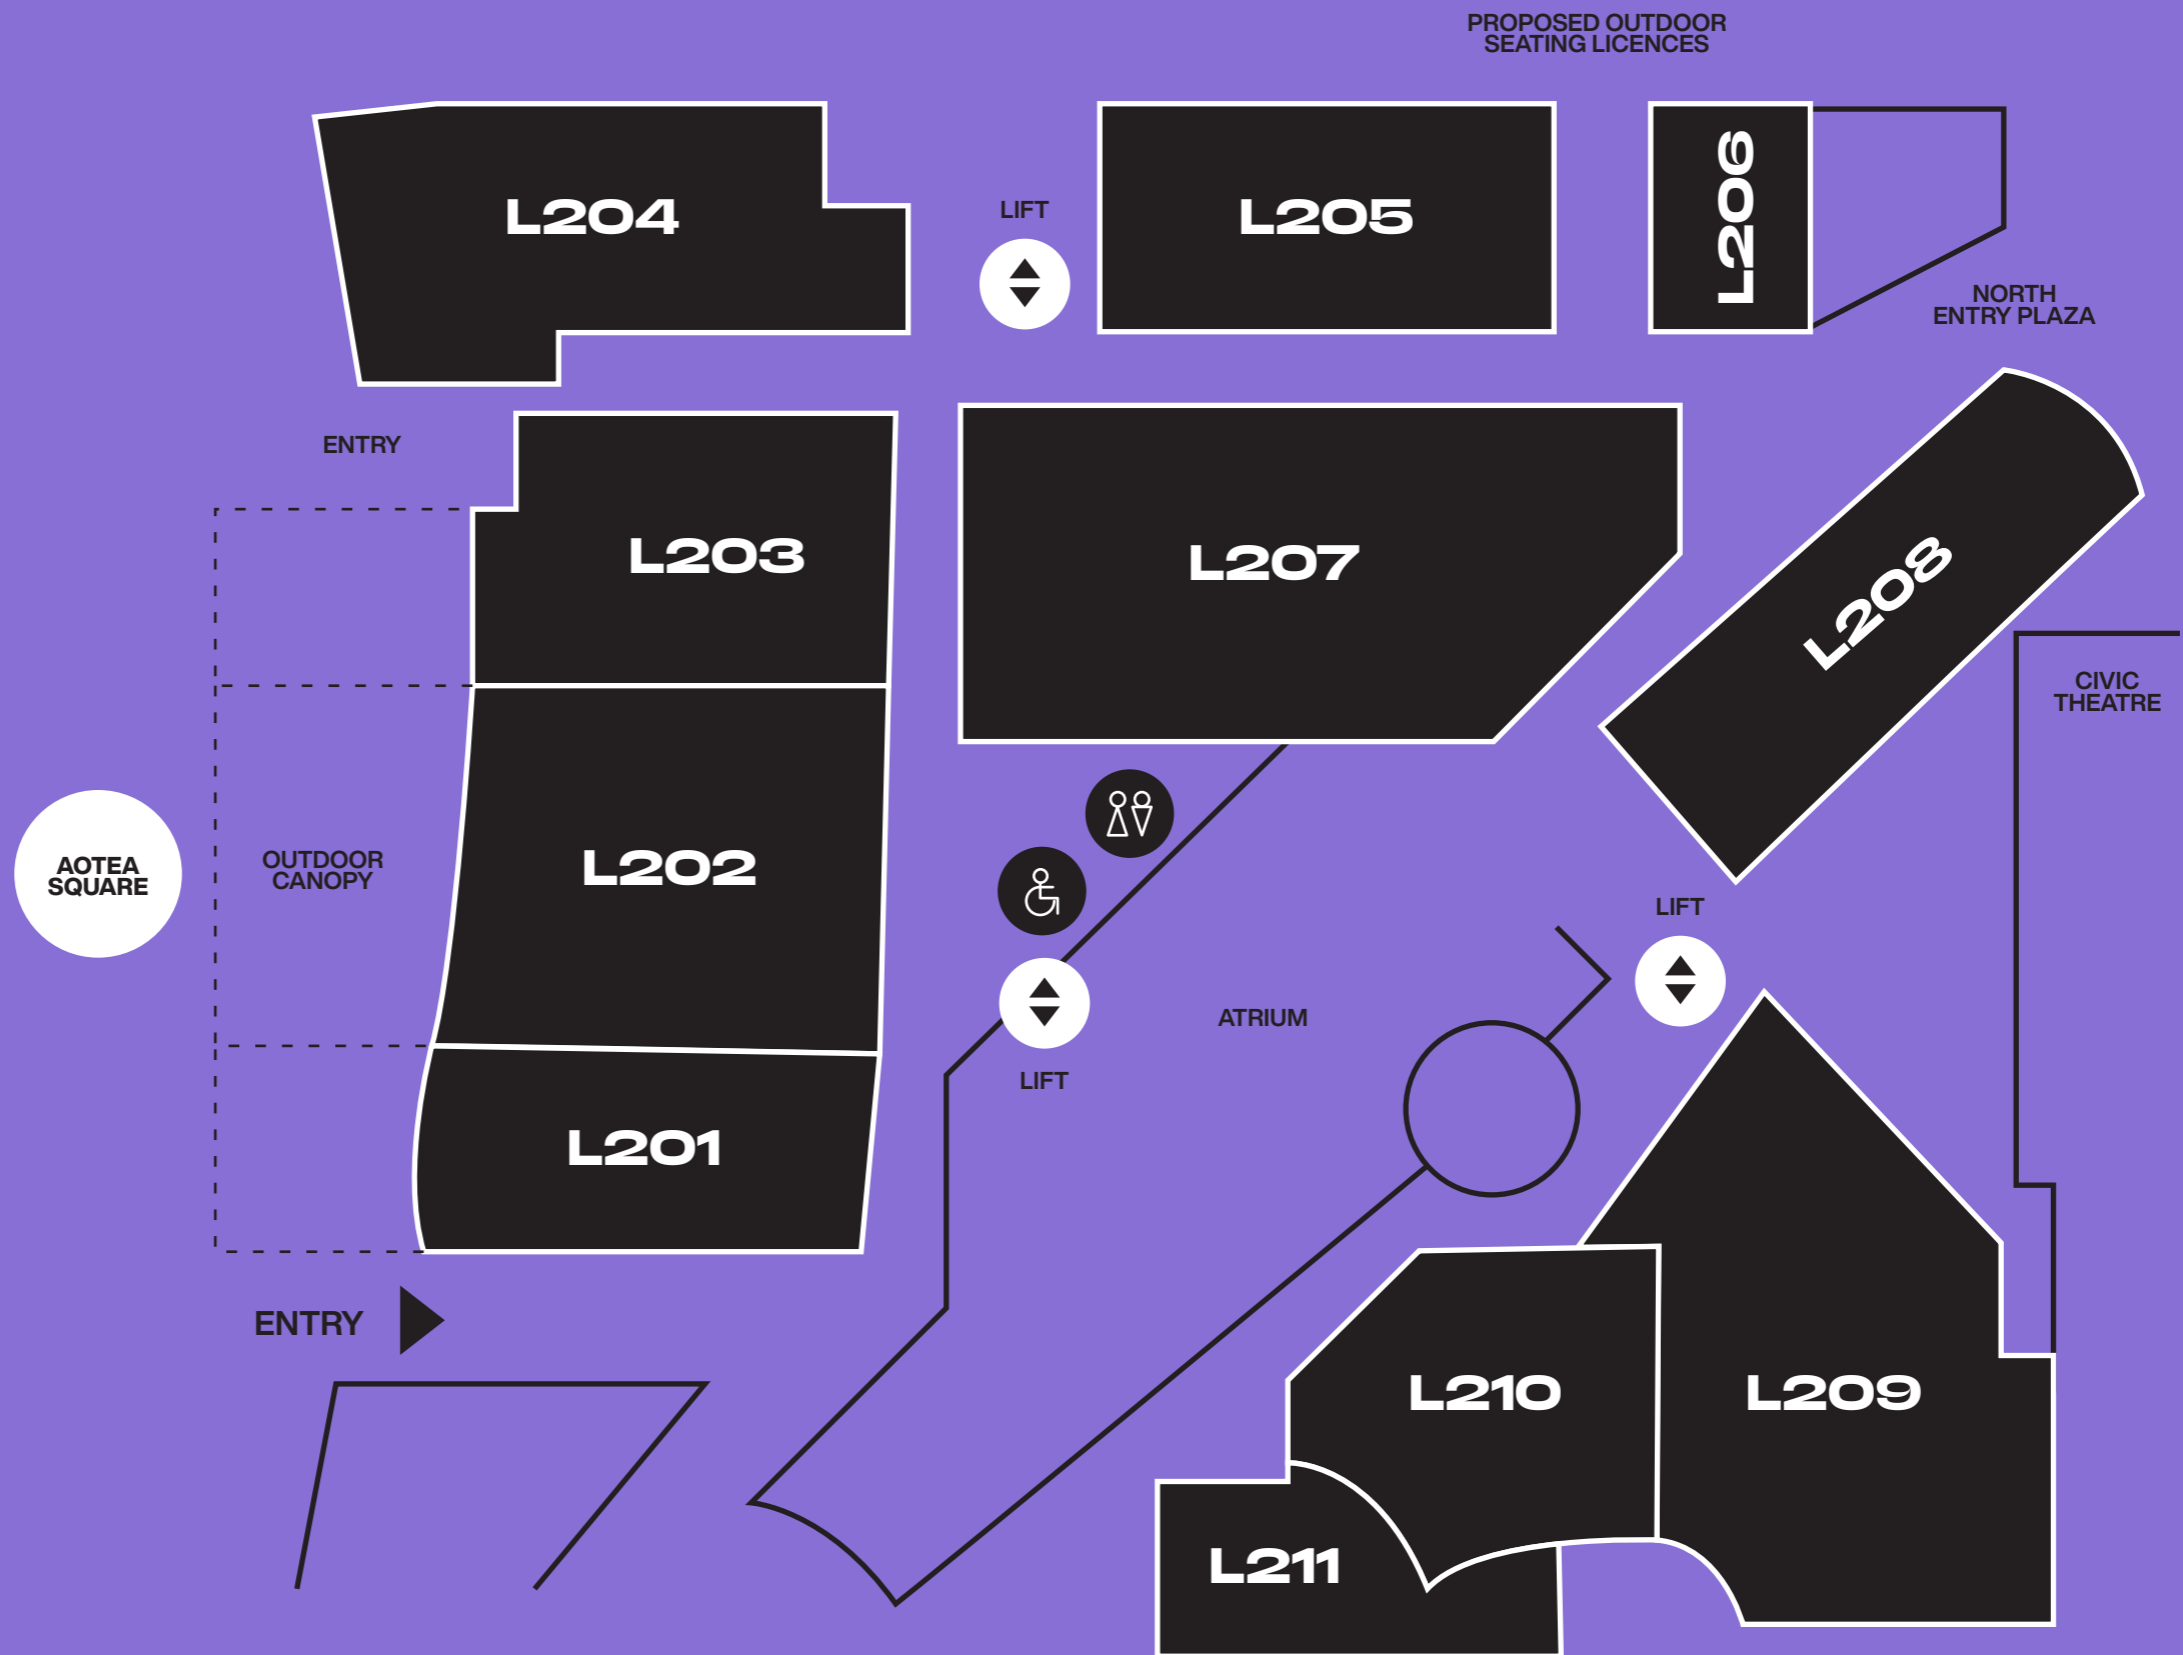 PROPOSED OUTDOOR
SEATING LICENCES
L204
LIFT
L205
L206
NORTH
ENTRY PLAZA
ENTRY
L203
L207
L208
CIVIC
THEATRE
AOTEA
SQUARE
OUTDOOR
CANOPY
L202
LIFT
ATRIUM
LIFT
L201
ENTRY
L210
L209
L211